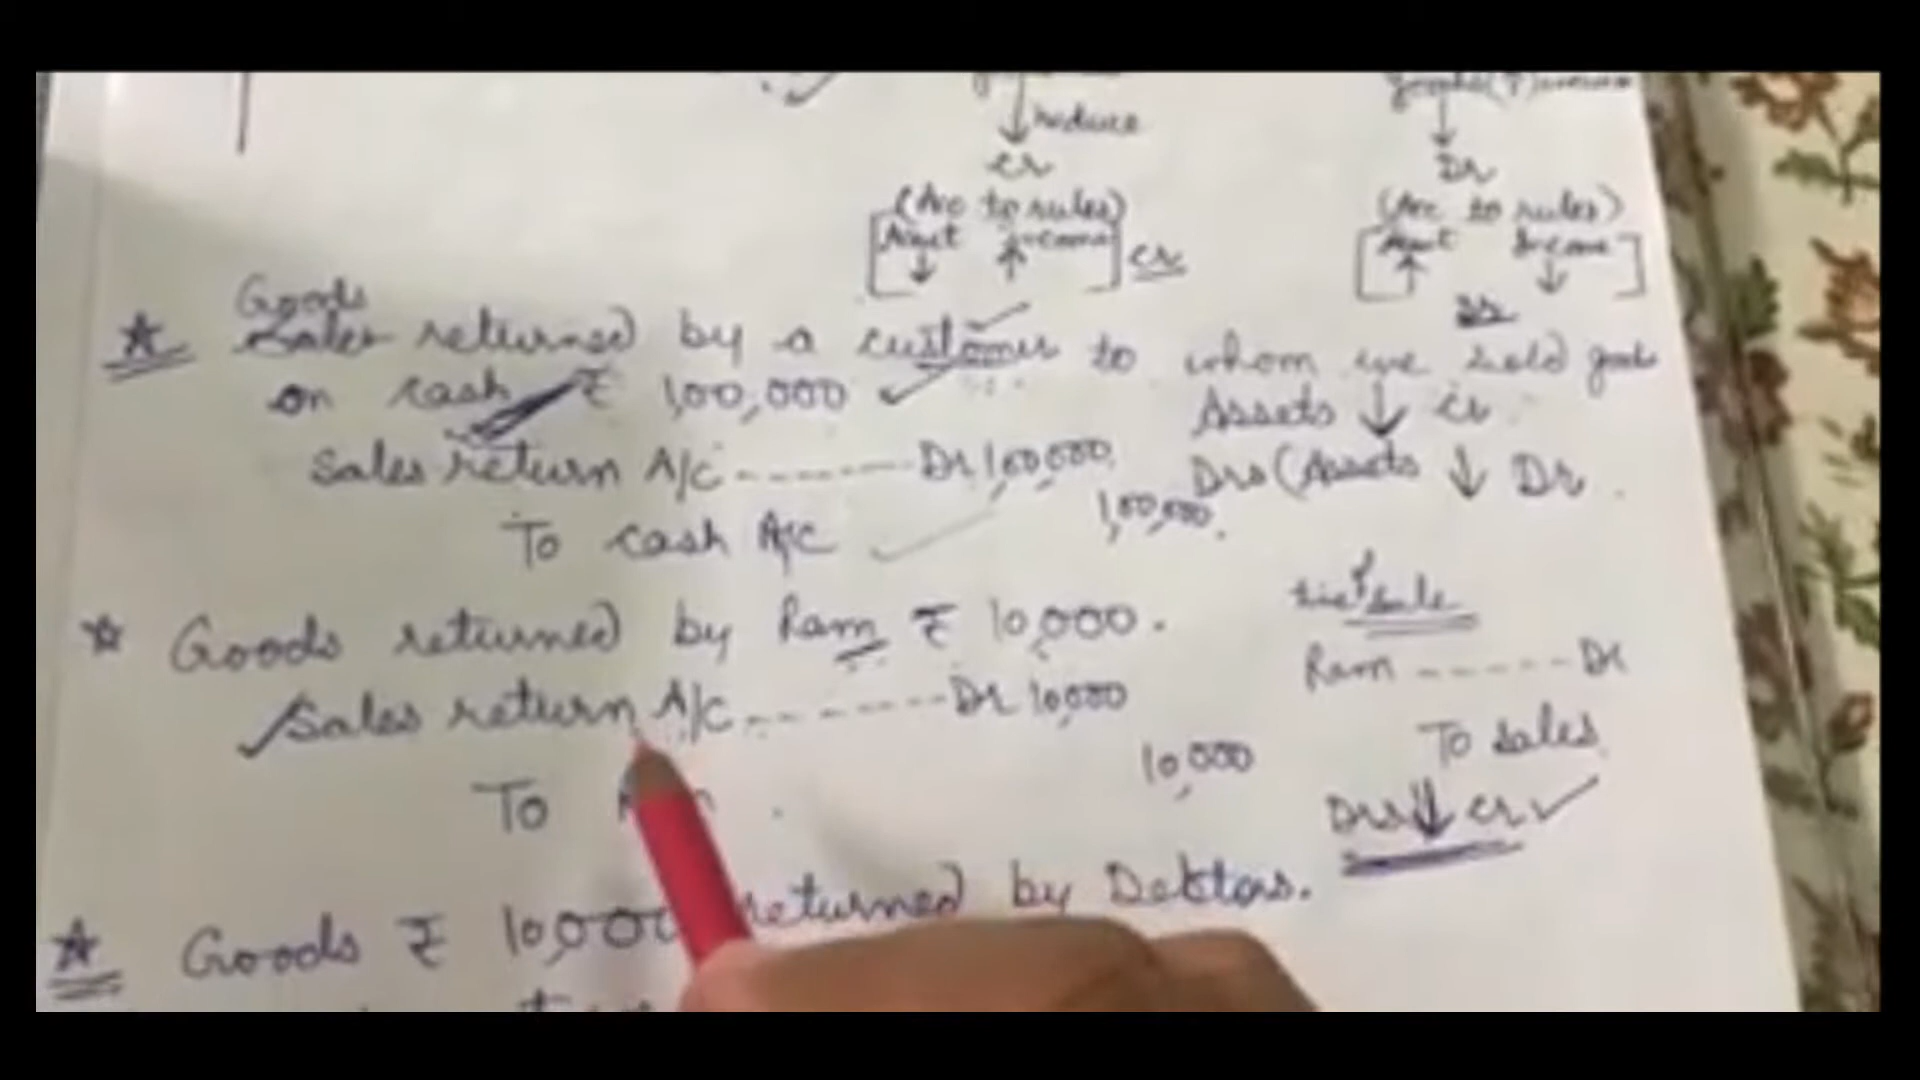 reduce
Cr
Dr
(Acc to rules)
(Acc to rules)
Asset Income
↓ ↑
Cr
Asset Income
↑ ↓
Dr
Goods
Sales returned by a customer to whom we sold goods
on cash ₹ 1,00,000
Assets ↓ Cr
Sales return A/c -------- Dr 1,00,000
Drs (Assets ↓ Dr
To cash A/c
1,00,000
Goods returned by Ram ₹ 10,000.
Sales return A/c -------- Dr 10,000
To
10,000
sale
Ram ------ Dr
To sales
Drs ↓ Cr
Goods ₹ 10,000 returned by Debtors.